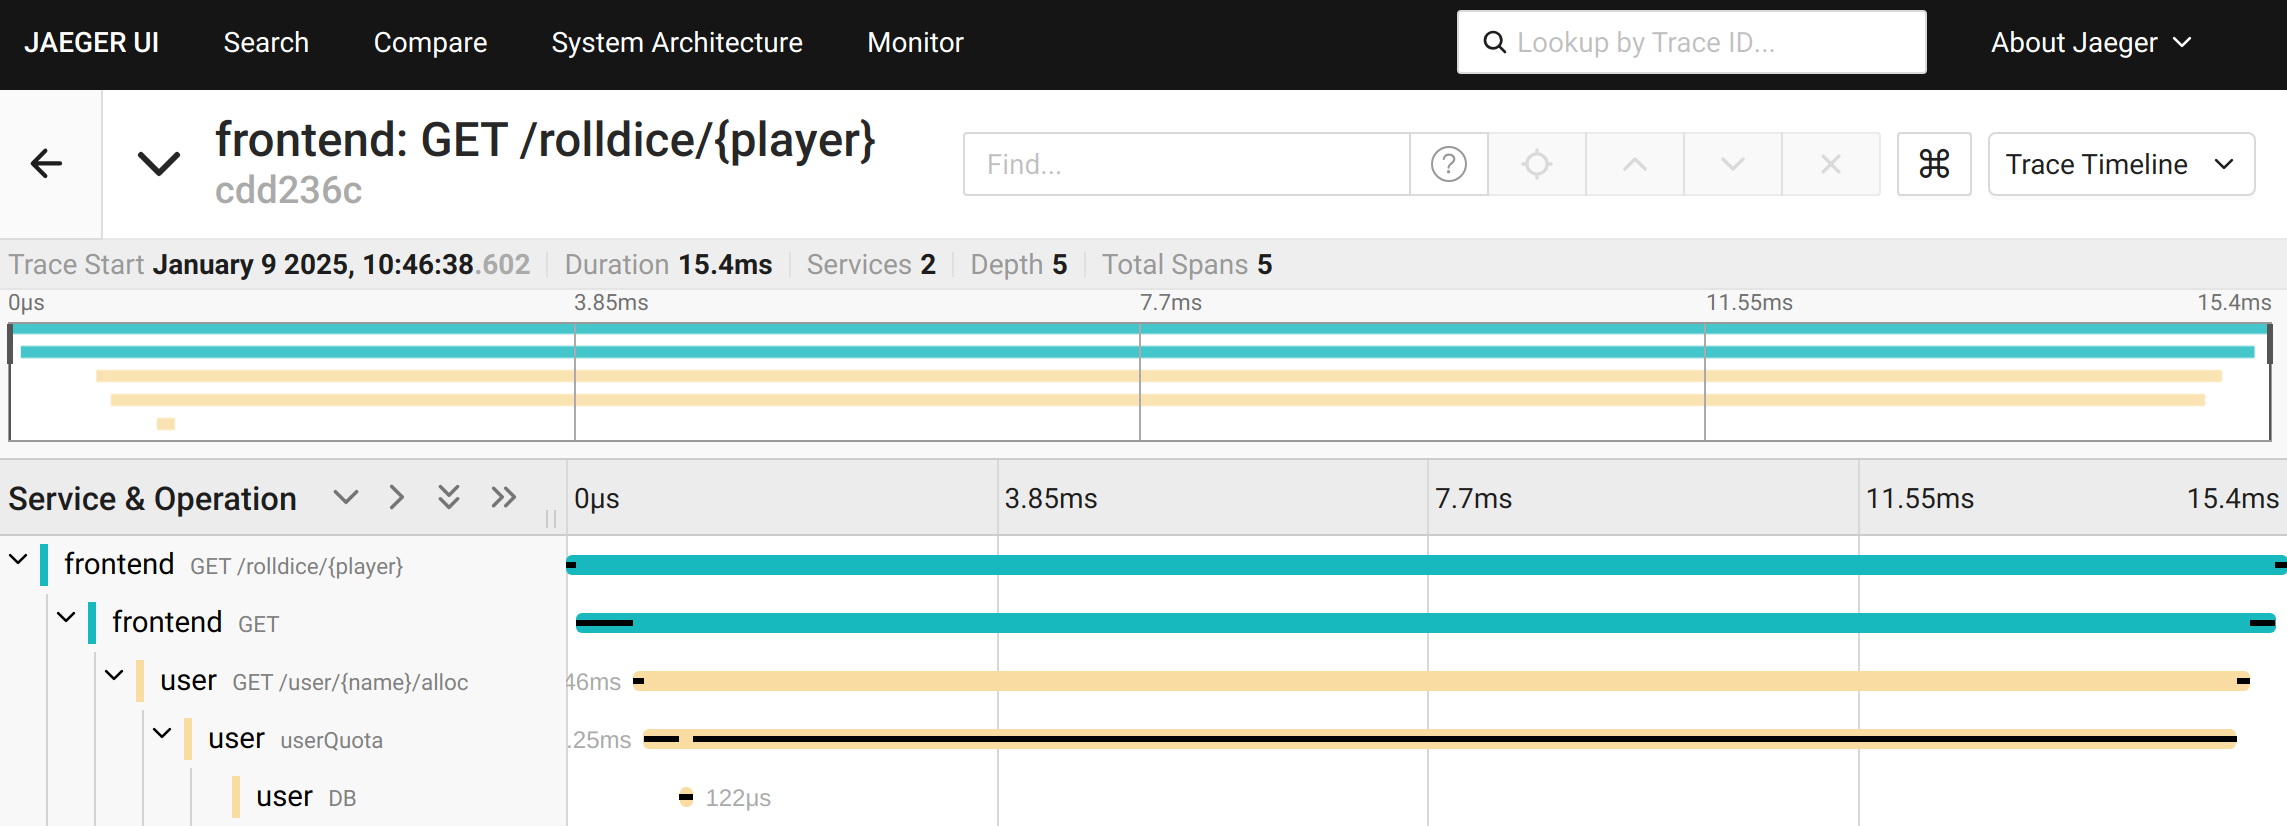 JAEGER UI Search Compare System Architecture Monitor Lookup by Trace ID... About Jaeger
frontend: GET /rolldice/{player}
cdd236c
Find... Trace Timeline
Trace Start January 9 2025, 10:46:38.602 Duration 15.4ms Services 2 Depth 5 Total Spans 5
0μs 3.85ms 7.7ms 11.55ms 15.4ms
Service & Operation 0μs 3.85ms 7.7ms 11.55ms 15.4ms
frontend GET /rolldice/{player}
frontend GET
user GET /user/{name}/alloc 46ms
user userQuota .25ms
user DB 122μs